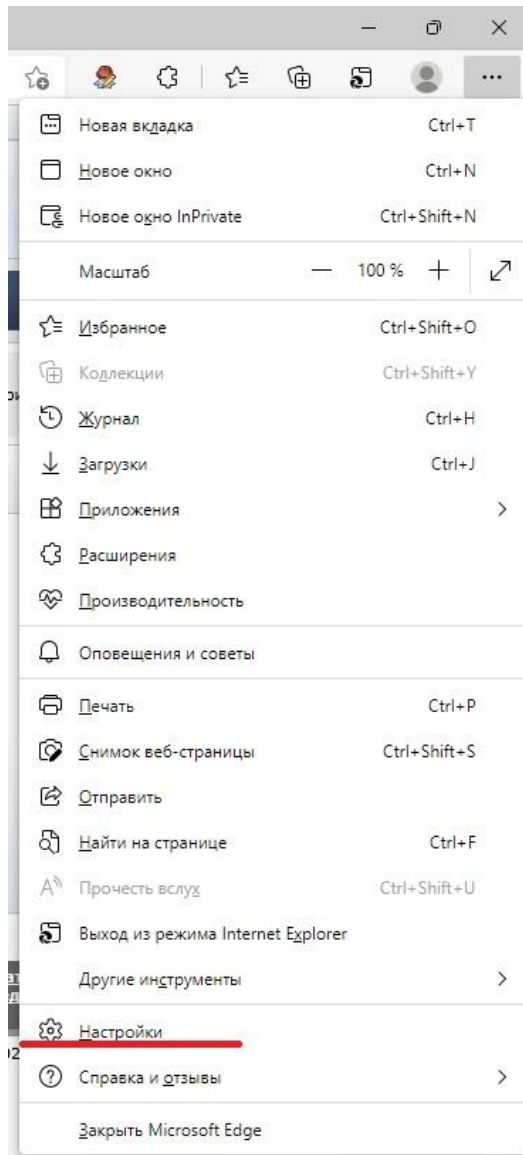 Новая вкладка Ctrl+T
Новое окно Ctrl+N
Новое окно InPrivate Ctrl+Shift+N
Масштаб — 100 % +
Избранное Ctrl+Shift+O
Коллекции Ctrl+Shift+Y
Журнал Ctrl+H
Загрузки Ctrl+J
Приложения
Расширения
Производительность
Оповещения и советы
Печать Ctrl+P
Снимок веб-страницы Ctrl+Shift+S
Отправить
Найти на странице Ctrl+F
Прочесть вслух Ctrl+Shift+U
Выход из режима Internet Explorer
Другие инструменты
Настройки
Справка и отзывы
Закрыть Microsoft Edge